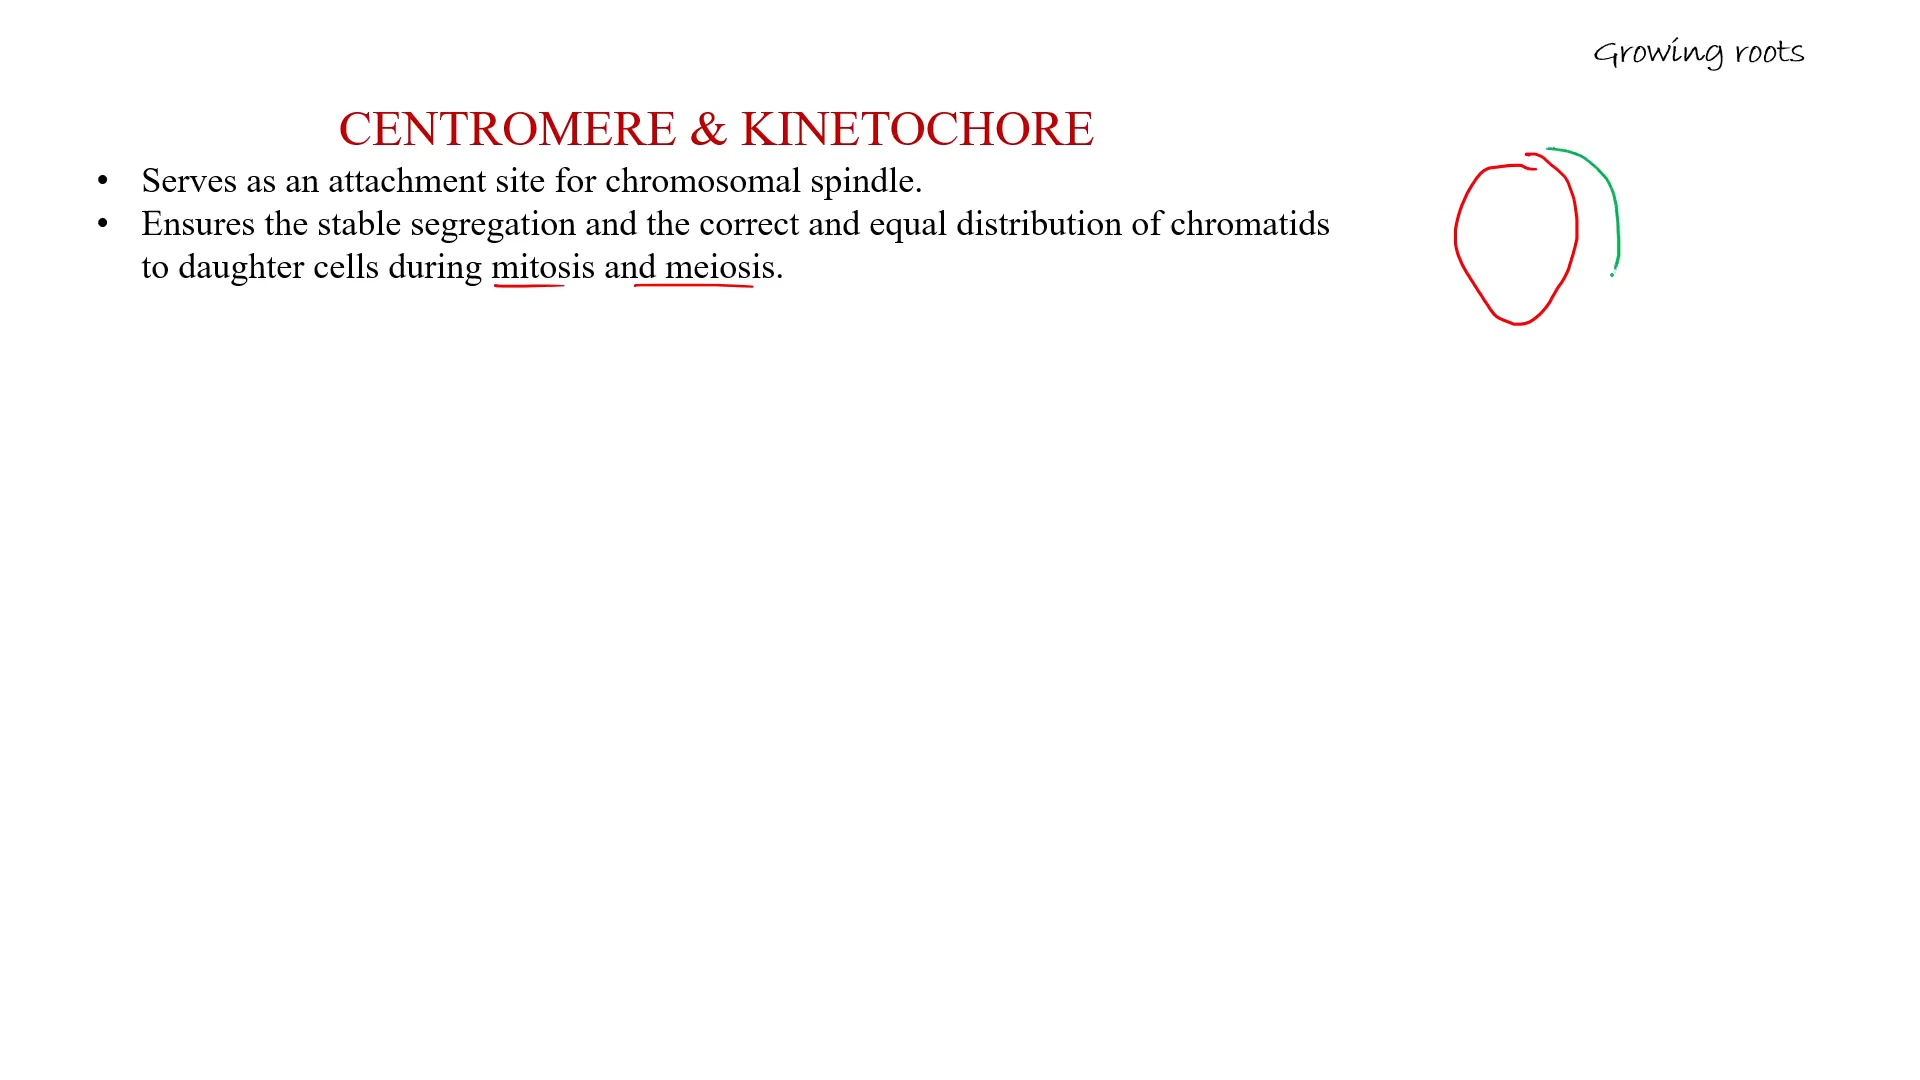 Growing roots
CENTROMERE & KINETOCHORE
• Serves as an attachment site for chromosomal spindle.
• Ensures the stable segregation and the correct and equal distribution of chromatids
to daughter cells during mitosis and meiosis.